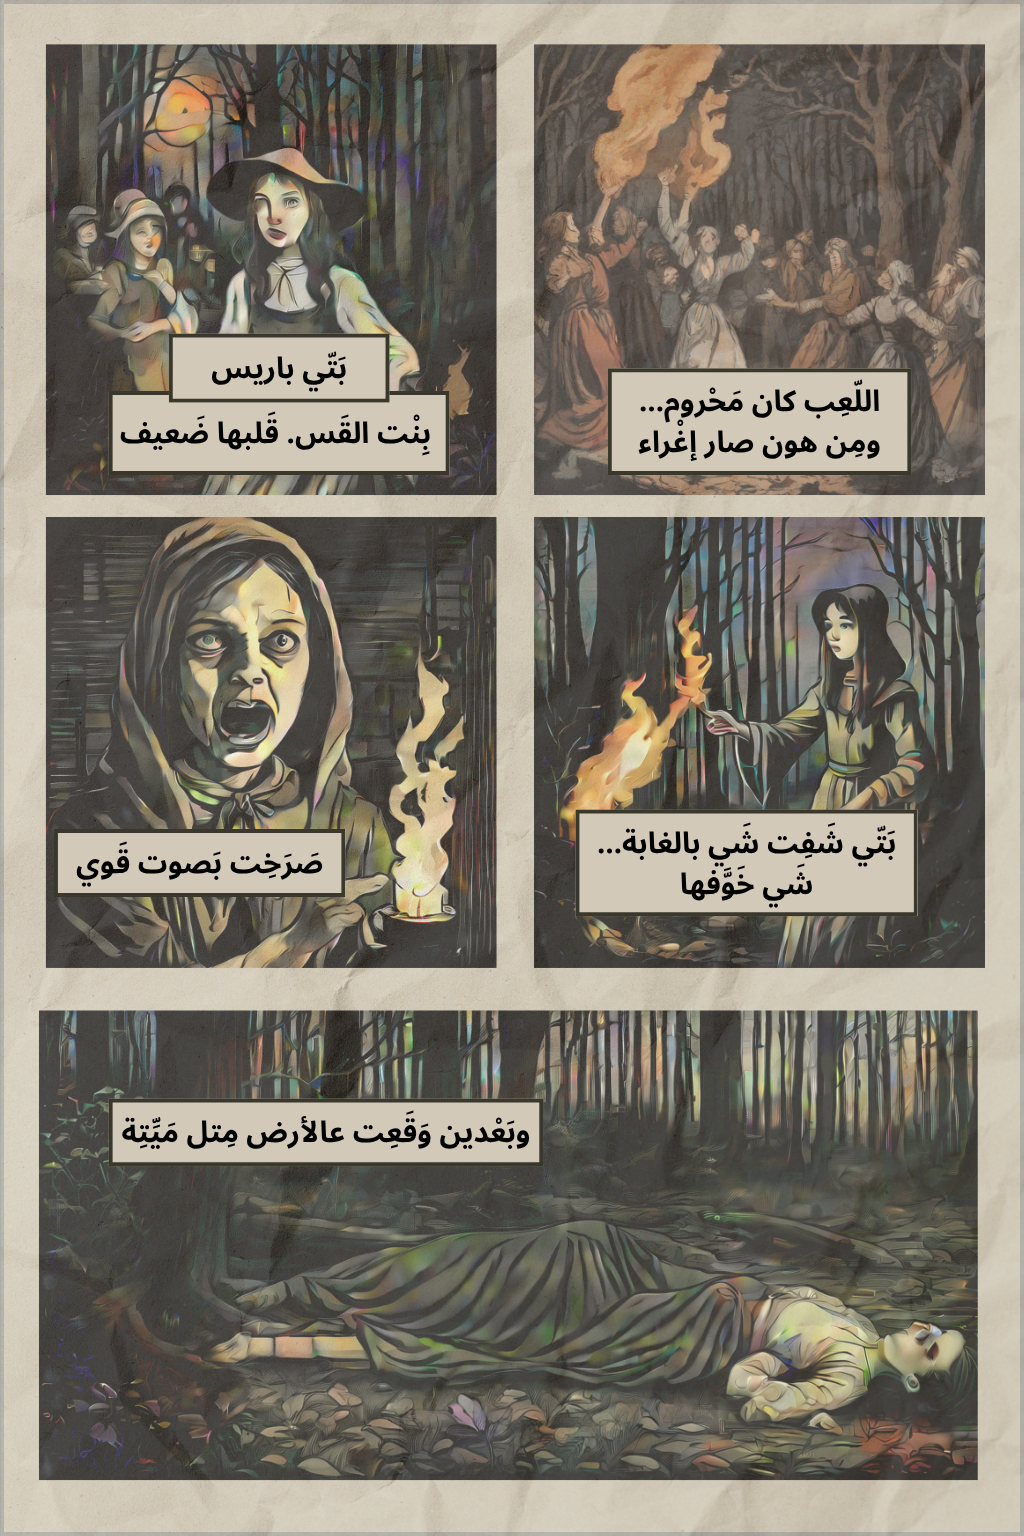 اللّعِب كان مَحْروم...
ومِن هون صار إغْراء
بَتّي باريس
بِنْت القَس. قَلبها ضَعيف
بَتّي شَفِت شَي بالغابة...
شَي خَوَّفها
صَرَخِت بَصوت قَوي
وبَعْدين وَقَعِت عالأرض مِتل مَيِّتِة